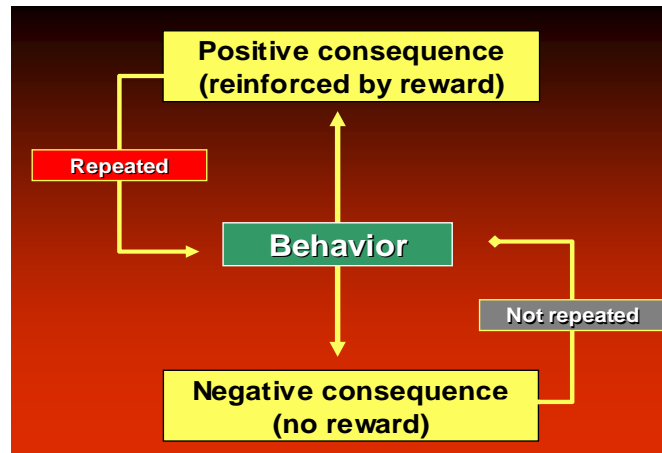 Positive consequence
(reinforced by reward)
Repeated
Behavior
Not repeated
Negative consequence
(no reward)